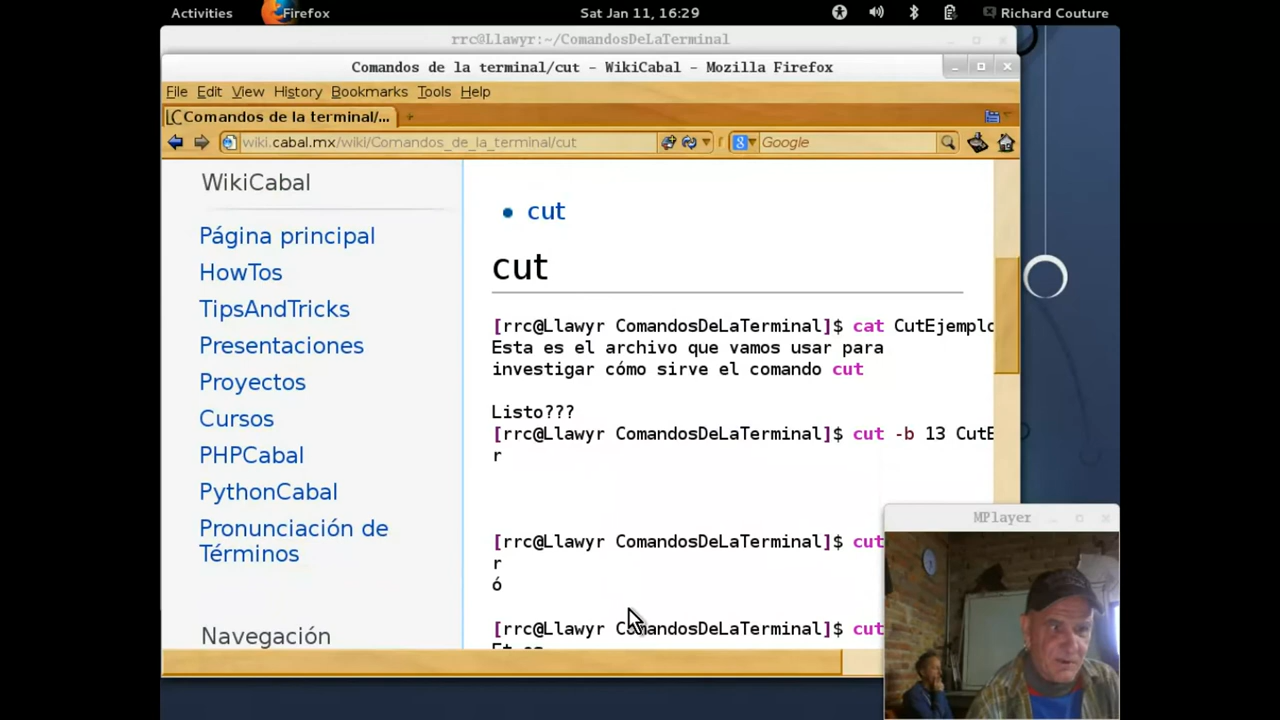 Activities Firefox Sat Jan 11, 16:29 Richard Couture
rrc@Llawyr:~/ComandosDeLaTerminal
Comandos de la terminal/cut - WikiCabal - Mozilla Firefox
File Edit View History Bookmarks Tools Help
Comandos de la terminal/...
wiki.cabal.mx/wiki/Comandos_de_la_terminal/cut Google
WikiCabal
Página principal
HowTos
TipsAndTricks
Presentaciones
Proyectos
Cursos
PHPCabal
PythonCabal
Pronunciación de
Términos
Navegación
• cut
cut
[rrc@Llawyr ComandosDeLaTerminal]$ cat CutEjemplo
Esta es el archivo que vamos usar para
investigar cómo sirve el comando cut
Listo???
[rrc@Llawyr ComandosDeLaTerminal]$ cut -b 13 CutE
r
[rrc@Llawyr ComandosDeLaTerminal]$ cut
r
ó
[rrc@Llawyr ComandosDeLaTerminal]$ cut
MPlayer